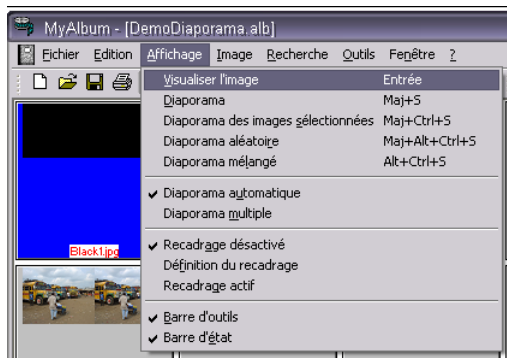 MyAlbum - [DemoDiaporama.alb]
Fichier Edition Affichage Image Recherche Outils Fenêtre ?
Visualiser l'image Entrée
Diaporama Maj+S
Diaporama des images sélectionnées Maj+Ctrl+S
Diaporama aléatoire Maj+Alt+Ctrl+S
Diaporama mélangé Alt+Ctrl+S
Diaporama automatique
Diaporama multiple
Recadrage désactivé
Définition du recadrage
Recadrage actif
Barre d'outils
Barre d'état
Black1.jpg